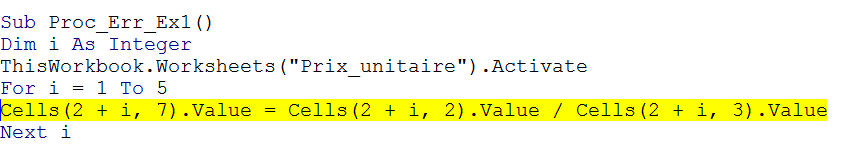 Sub Proc_Err_Ex1()
Dim i As Integer
ThisWorkbook.Worksheets("Prix_unitaire").Activate
For i = 1 To 5
Cells(2 + i, 7).Value = Cells(2 + i, 2).Value / Cells(2 + i, 3).Value
Next i